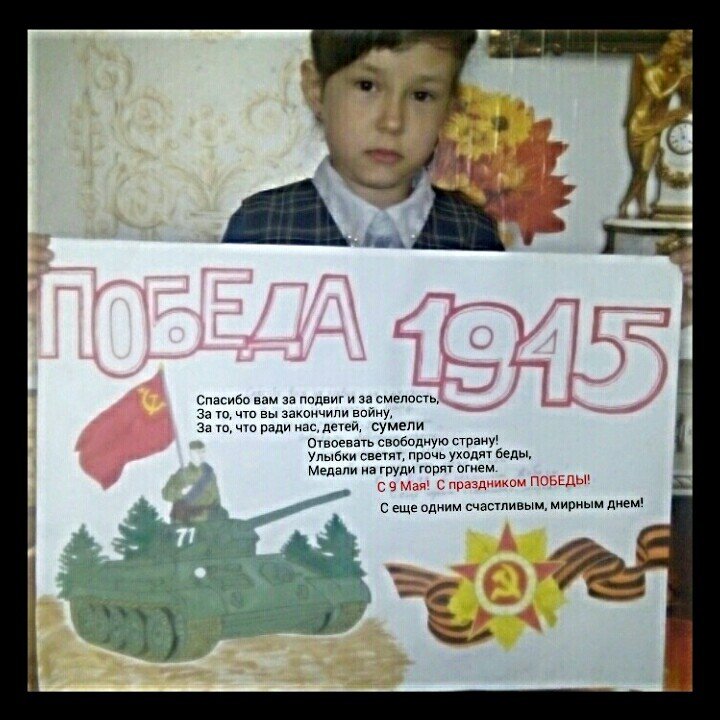 ПОБЕДА 1945
Спасибо вам за подвиг и за смелость,
За то, что вы закончили войну,
За то, что ради нас, детей, сумели
Отвоевать свободную страну!
Улыбки светят, прочь уходят беды,
Медали на груди горят огнем.
С 9 Мая! С праздником ПОБЕДЫ!
С еще одним счастливым, мирным днем!
77